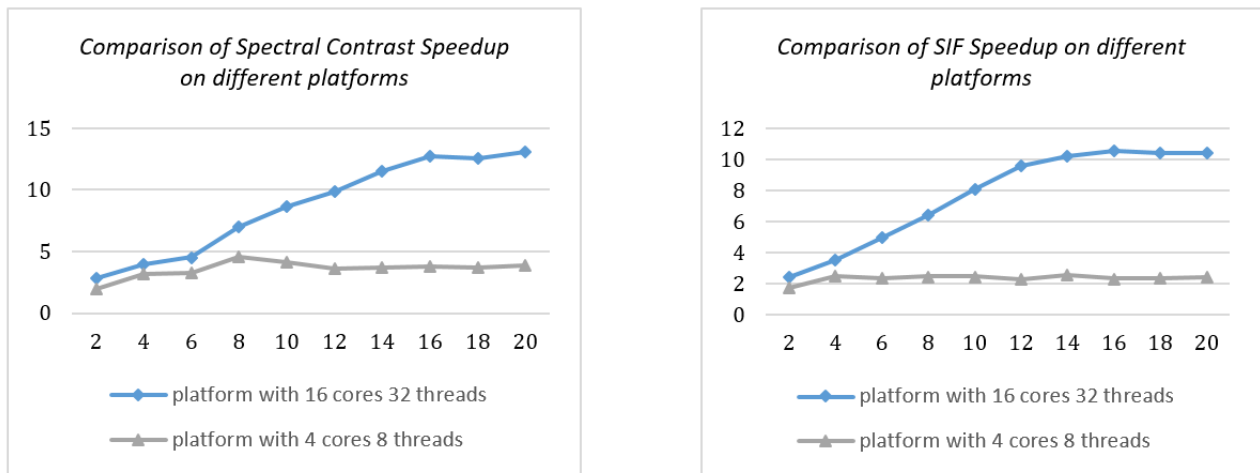 Comparison of Spectral Contrast Speedup
on different platforms
15
10
5
0
2 4 6 8 10 12 14 16 18 20
platform with 16 cores 32 threads
platform with 4 cores 8 threads
Comparison of SIF Speedup on different
platforms
12
10
8
6
4
2
0
2 4 6 8 10 12 14 16 18 20
platform with 16 cores 32 threads
platform with 4 cores 8 threads